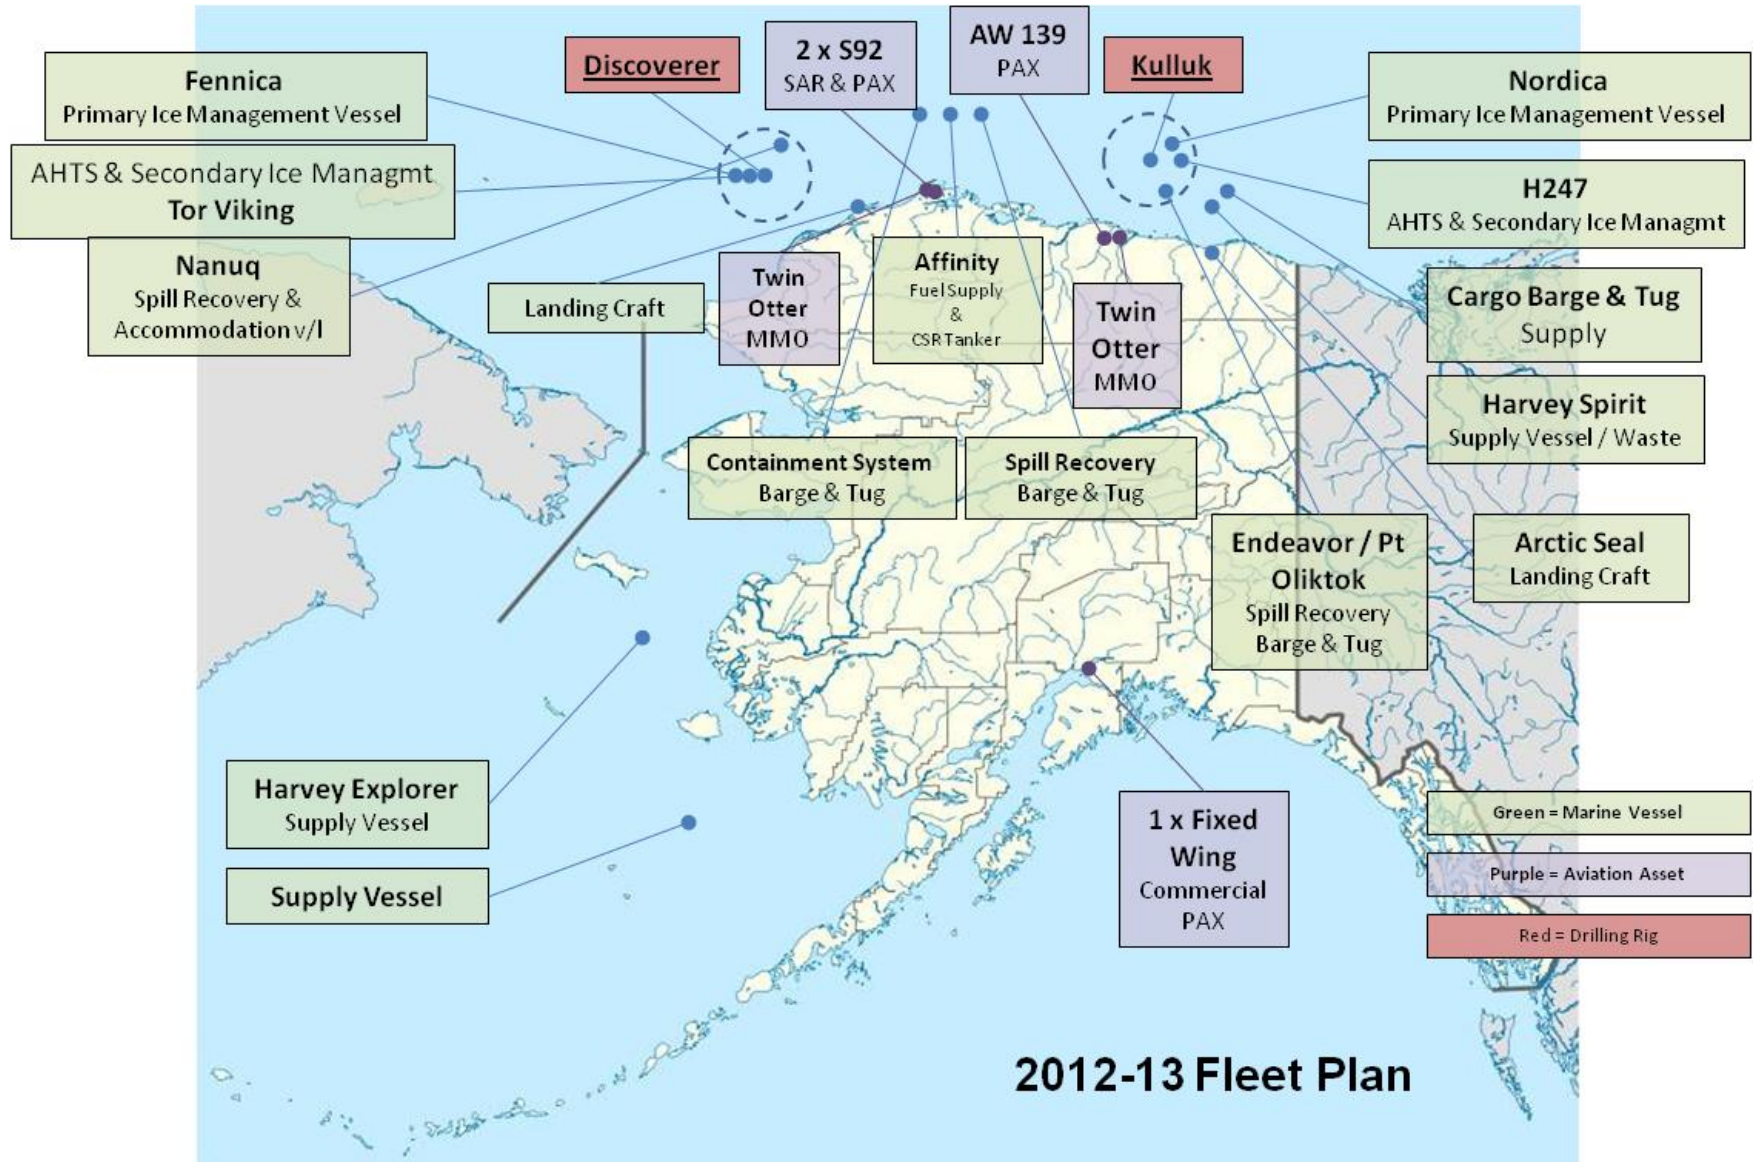 Fennica
Primary Ice Management Vessel
AHTS & Secondary Ice Managmt
Tor Viking
Nanuq
Spill Recovery &
Accommodation v/l
Discoverer
2 x S92
SAR & PAX
AW 139
PAX
Kulluk
Nordica
Primary Ice Management Vessel
H247
AHTS & Secondary Ice Managmt
Cargo Barge & Tug
Supply
Harvey Spirit
Supply Vessel / Waste
Landing Craft
Twin
Otter
MMO
Affinity
Fuel Supply
&
CSR Tanker
Twin
Otter
MMO
Containment System
Barge & Tug
Spill Recovery
Barge & Tug
Endeavor / Pt
Oliktok
Spill Recovery
Barge & Tug
Arctic Seal
Landing Craft
Harvey Explorer
Supply Vessel
Supply Vessel
1 x Fixed
Wing
Commercial
PAX
Green = Marine Vessel
Purple = Aviation Asset
Red = Drilling Rig
2012-13 Fleet Plan